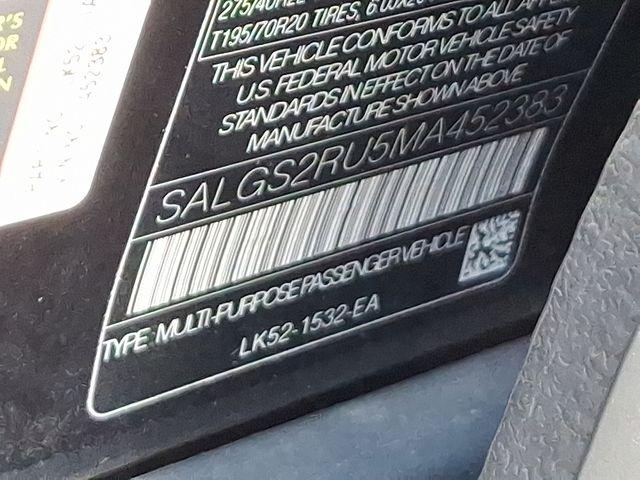 T195/70R20 TIRES,
THIS VEHICLE CONFORMS TO ALL
U.S. FEDERAL MOTOR VEHICLE SAFETY
STANDARDS IN EFFECT ON THE DATE OF
MANUFACTURE SHOWN ABOVE
SALGS2RU5MA452383
TYPE: MULTI-PURPOSE PASSENGER VEHICLE
LK52-1532-EA